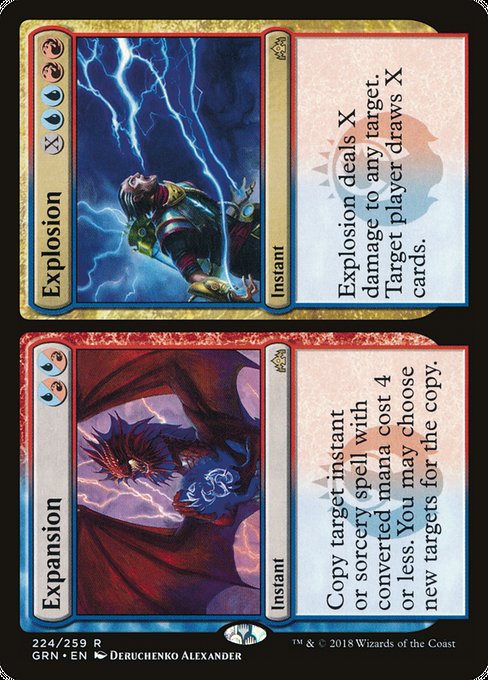 Expansion
Instant
Copy target instant
or sorcery spell with
converted mana cost 4
or less. You may choose
new targets for the copy.
Explosion
X
Instant
Explosion deals X
damage to any target.
Target player draws X
cards.
224/259 R
GRN • EN DERUCHENKO ALEXANDER
™ & © 2018 Wizards of the Coast